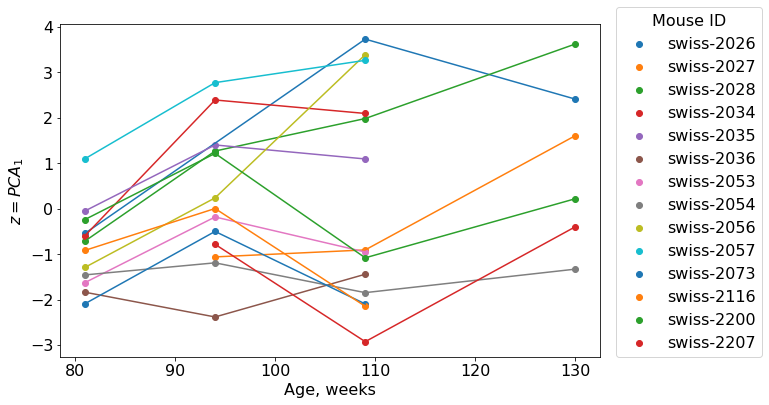 Mouse ID
swiss-2026
swiss-2027
swiss-2028
swiss-2034
swiss-2035
swiss-2036
swiss-2053
swiss-2054
swiss-2056
swiss-2057
swiss-2073
swiss-2116
swiss-2200
swiss-2207
4
3
2
1
0
−1
−2
−3
z = PCA₁
80
90
100
110
120
130
Age, weeks